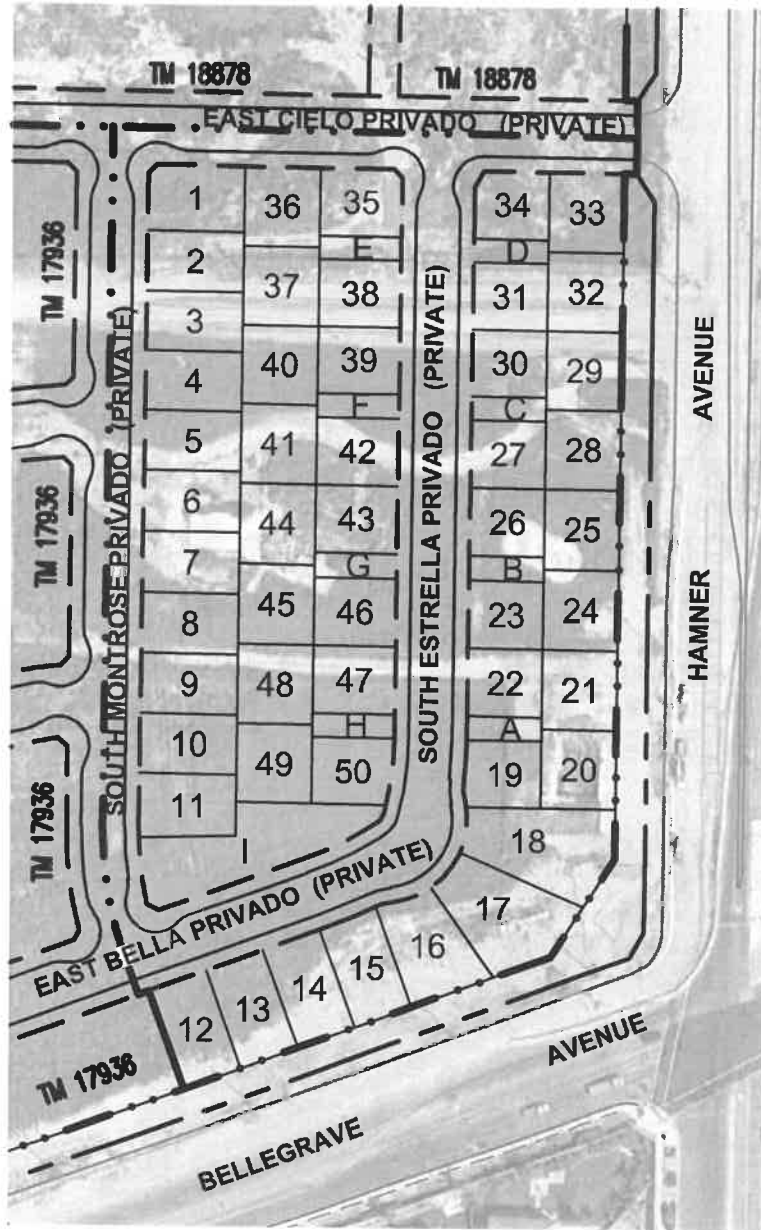 TM 18878
TM 18878
EAST CIELO PRIVADO (PRIVATE)
1
36
35
34
33
E
D
2
TM 17936
37
38
31
32
3
SOUTH MONTROSE PRIVADO (PRIVATE)
SOUTH ESTRELLA PRIVADO (PRIVATE)
AVENUE
4
40
39
30
29
F
C
5
41
42
27
28
6
TM 17936
44
43
26
25
7
G
B
8
45
46
23
24
HAMNER
9
48
47
22
21
10
H
A
49
50
19
20
11
TM 17936
I
18
EAST BELLA PRIVADO (PRIVATE)
17
16
15
14
13
12
TM 17936
AVENUE
BELLEGRAVE